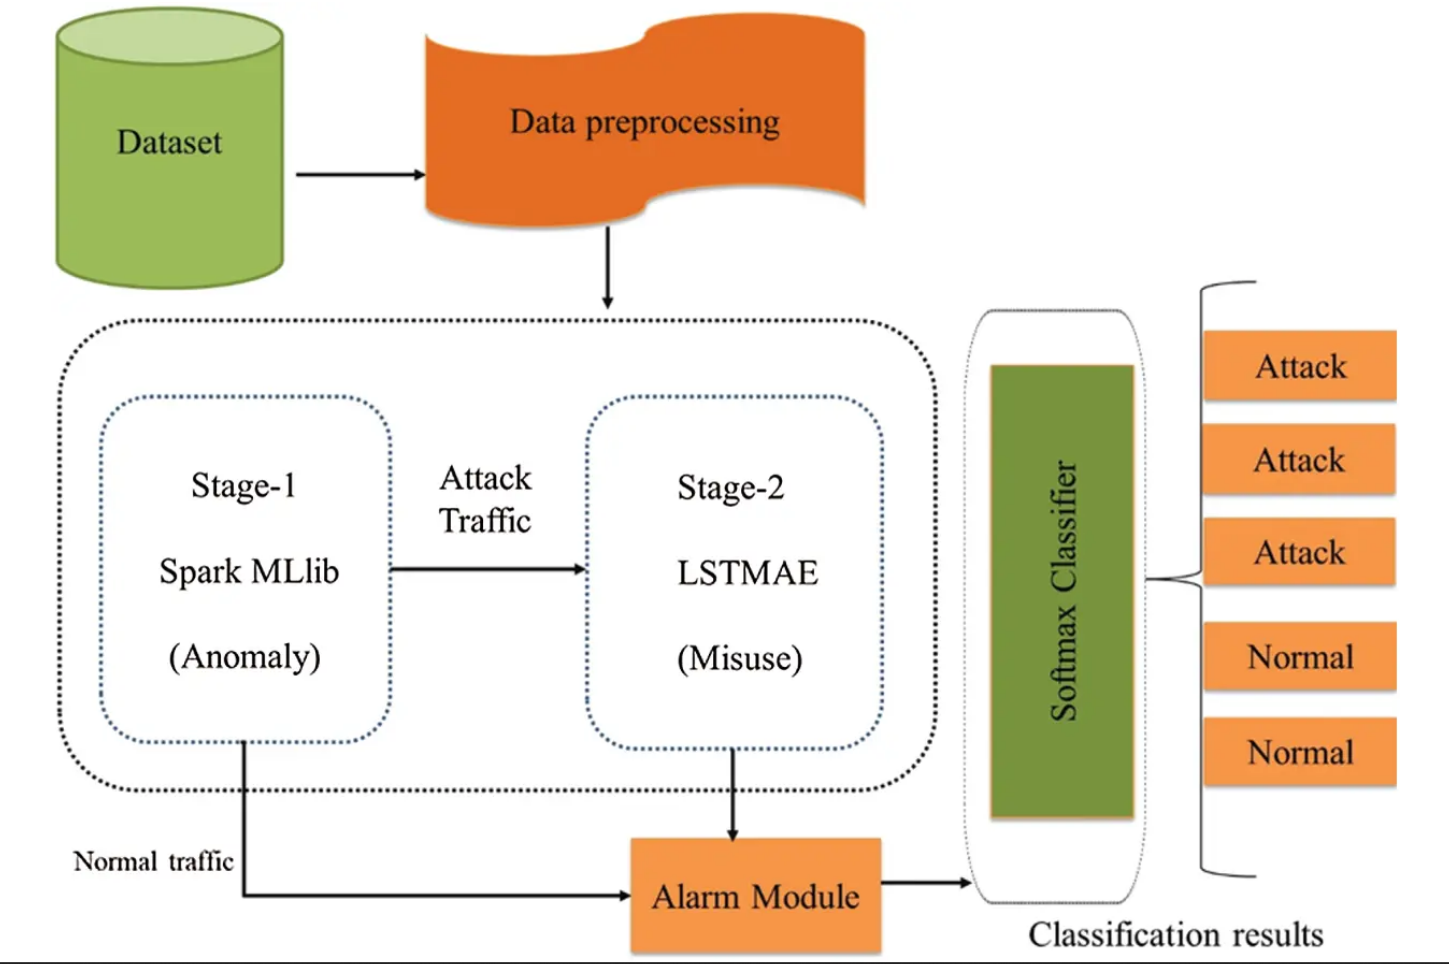 Dataset
Data preprocessing
Stage-1
Spark MLlib
(Anomaly)
Attack
Traffic
Stage-2
LSTMAE
(Misuse)
Softmax Classifier
Attack
Attack
Attack
Normal
Normal
Normal traffic
Alarm Module
Classification results